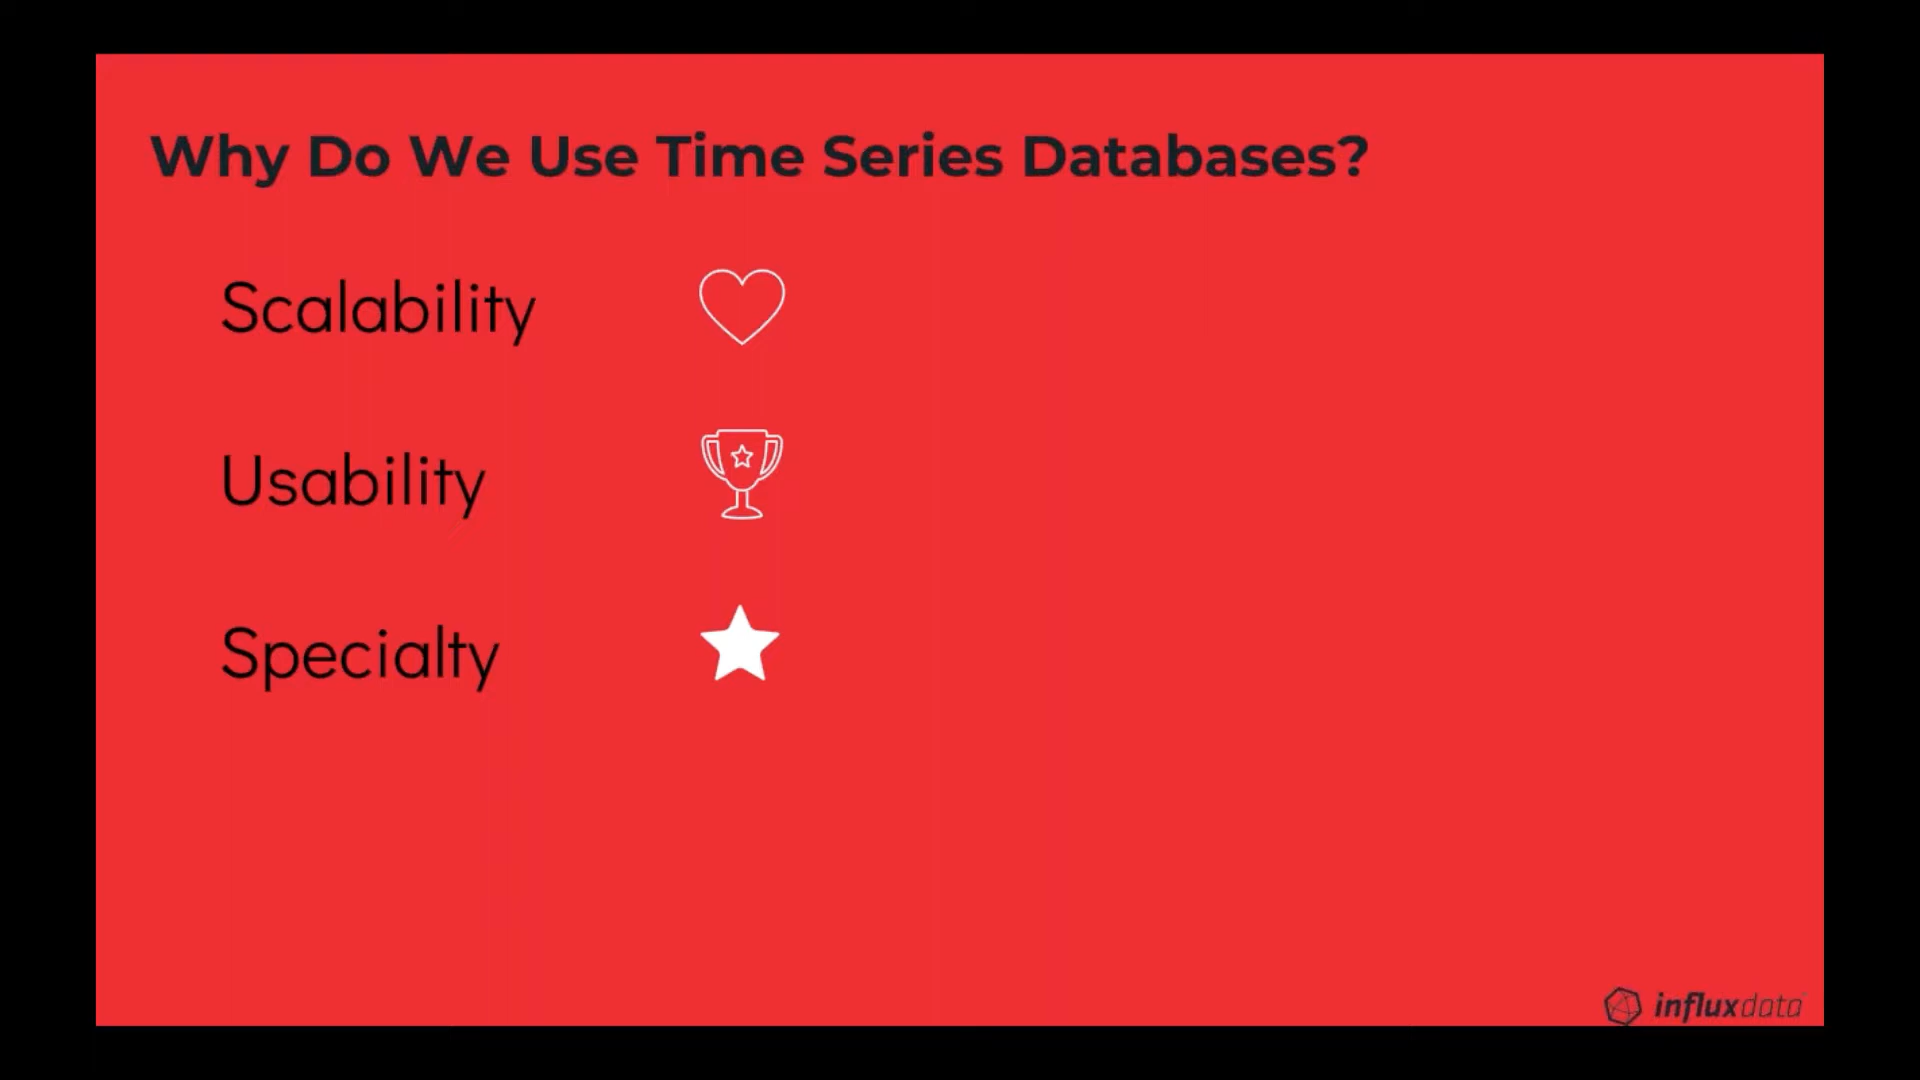 Why Do We Use Time Series Databases?
Scalability
Usability
Specialty
influxdata